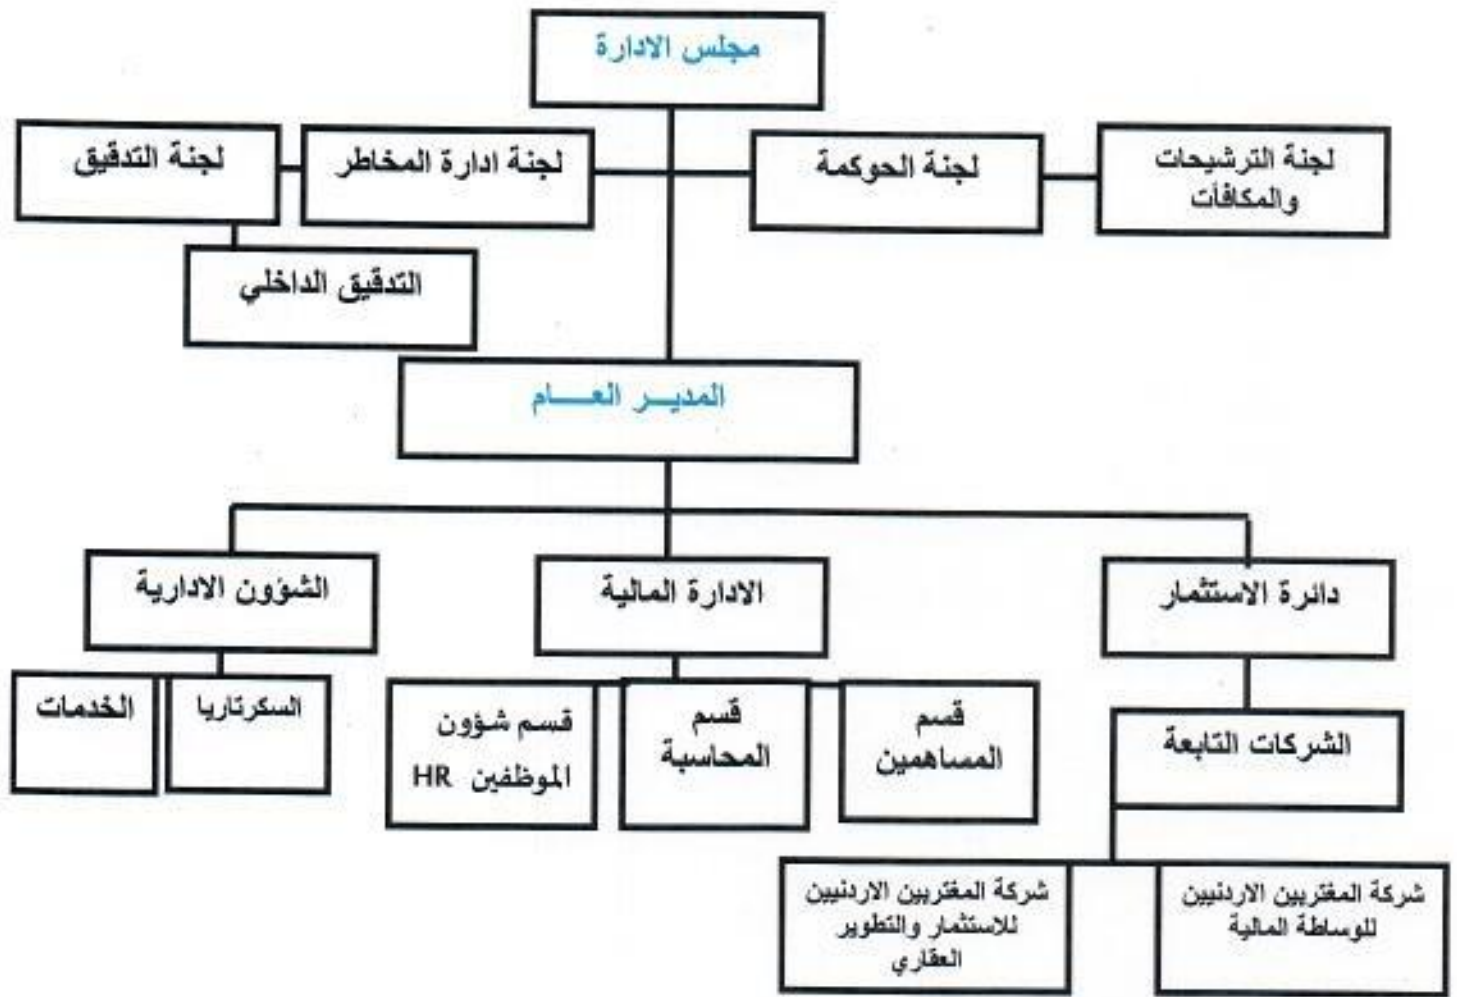 مجلس الادارة
لجنة الترشيحات
والمكافأت
لجنة الحوكمة
لجنة ادارة المخاطر
لجنة التدقيق
التدقيق الداخلي
المديـــر العـــــام
دائرة الاستثمار
الادارة المالية
الشؤون الادارية
الشركات التابعة
قسم
المساهمين
قسم
المحاسبة
قسم شؤون
الموظفين HR
السكرتاريا
الخدمات
شركة المغتربين الاردنيين
للوساطة المالية
شركة المغتربين الاردنيين
للاستثمار والتطوير
العقاري